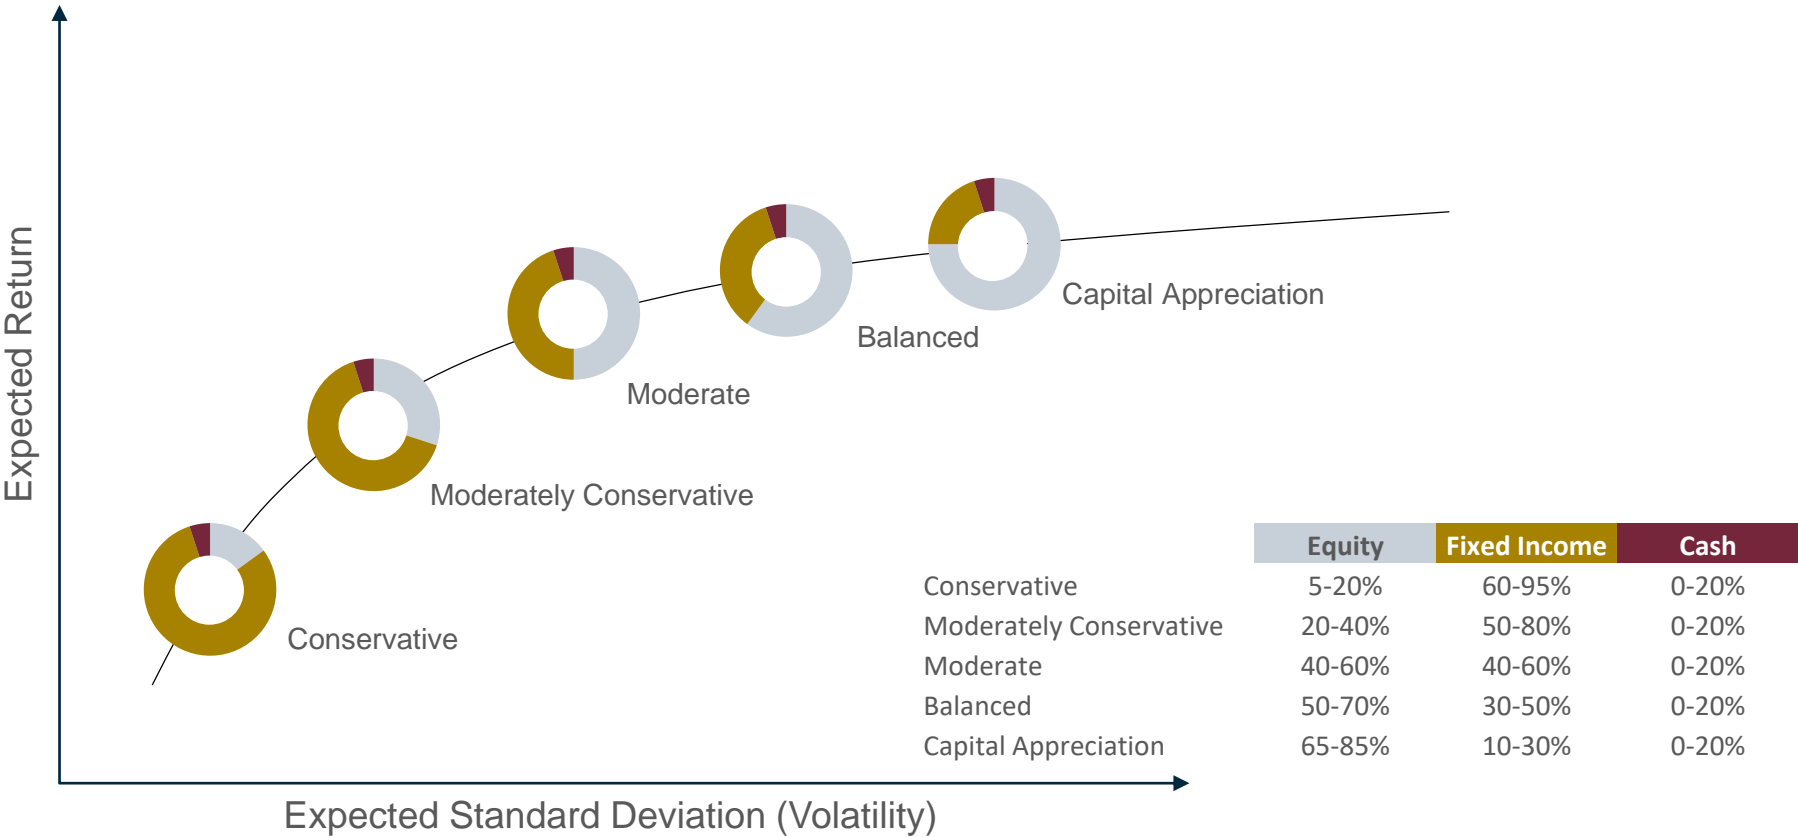 Expected Return
Capital Appreciation
Balanced
Moderate
Moderately Conservative
Conservative
Equity Fixed Income Cash
Conservative 5-20% 60-95% 0-20%
Moderately Conservative 20-40% 50-80% 0-20%
Moderate 40-60% 40-60% 0-20%
Balanced 50-70% 30-50% 0-20%
Capital Appreciation 65-85% 10-30% 0-20%
Expected Standard Deviation (Volatility)